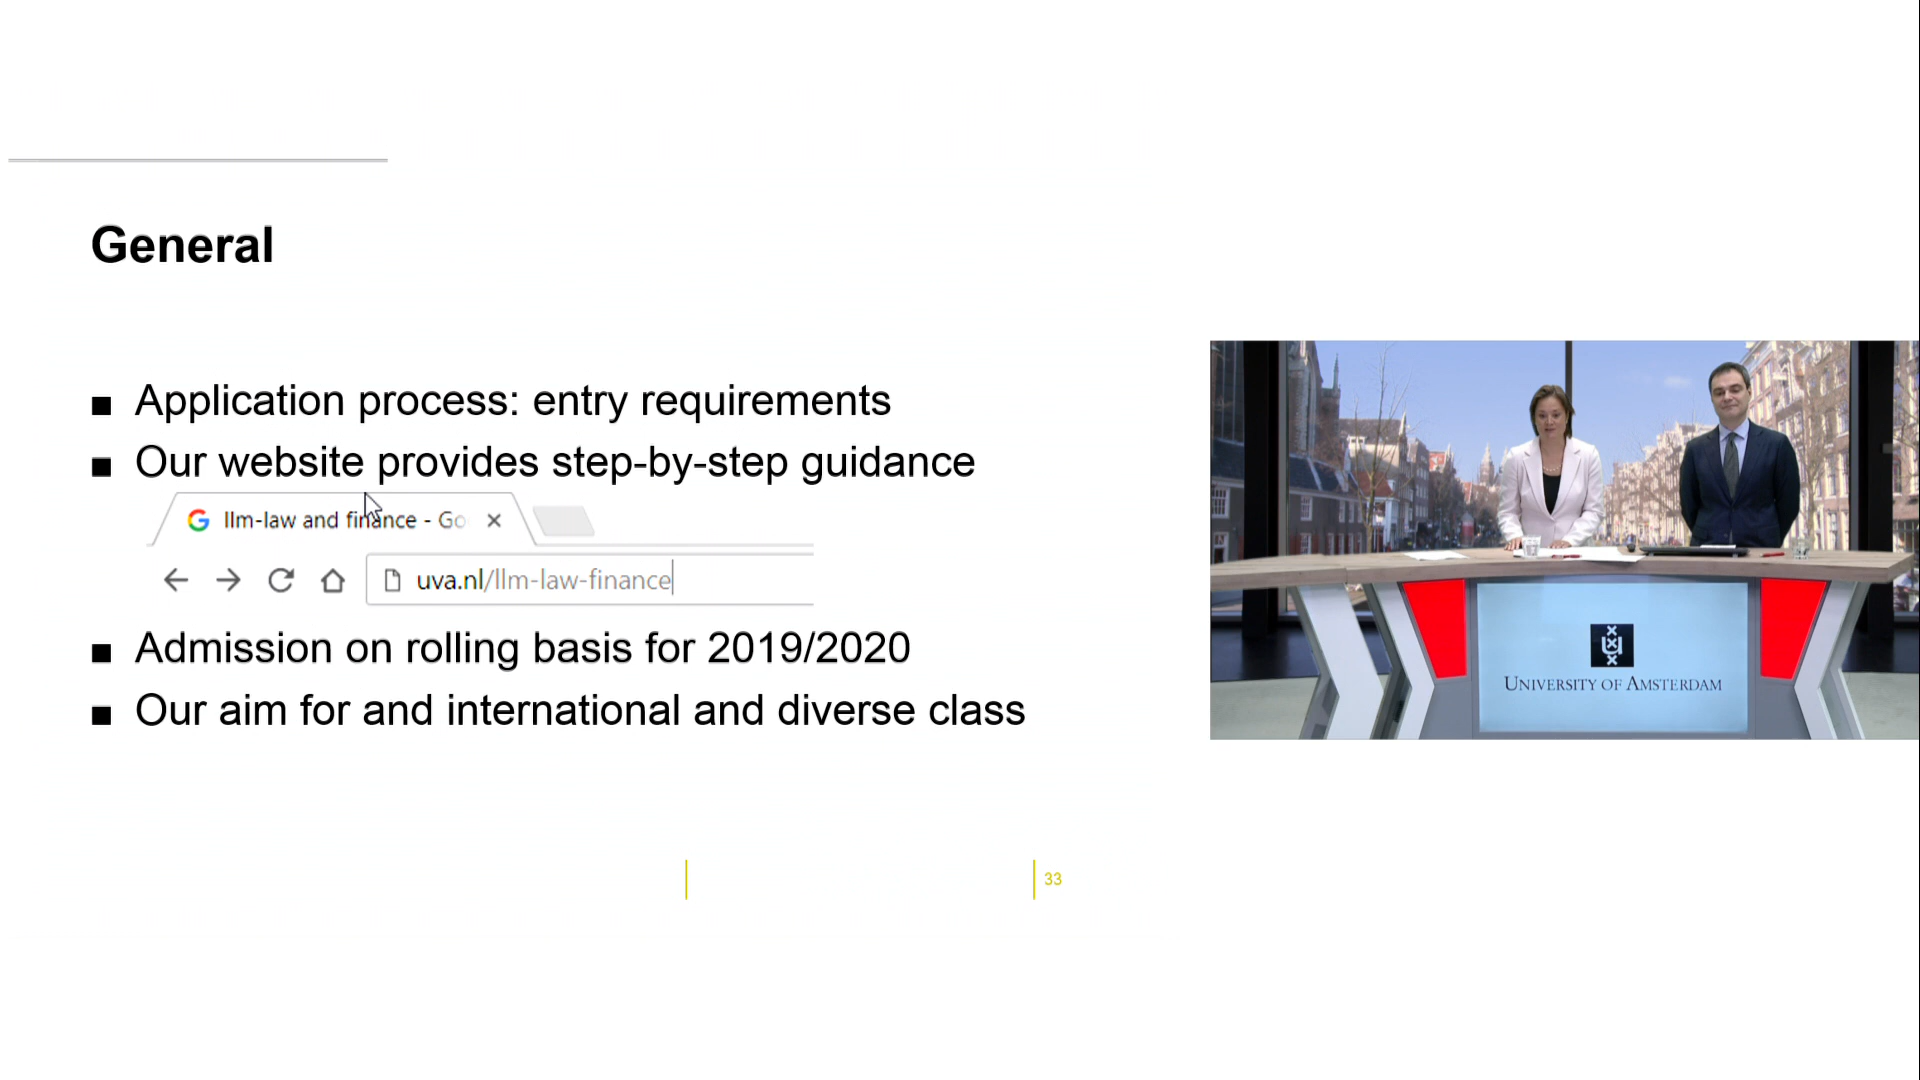 General
■ Application process: entry requirements
■ Our website provides step-by-step guidance
llm-law and finance - Go
uva.nl/llm-law-finance
■ Admission on rolling basis for 2019/2020
■ Our aim for and international and diverse class
UNIVERSITY OF AMSTERDAM
33